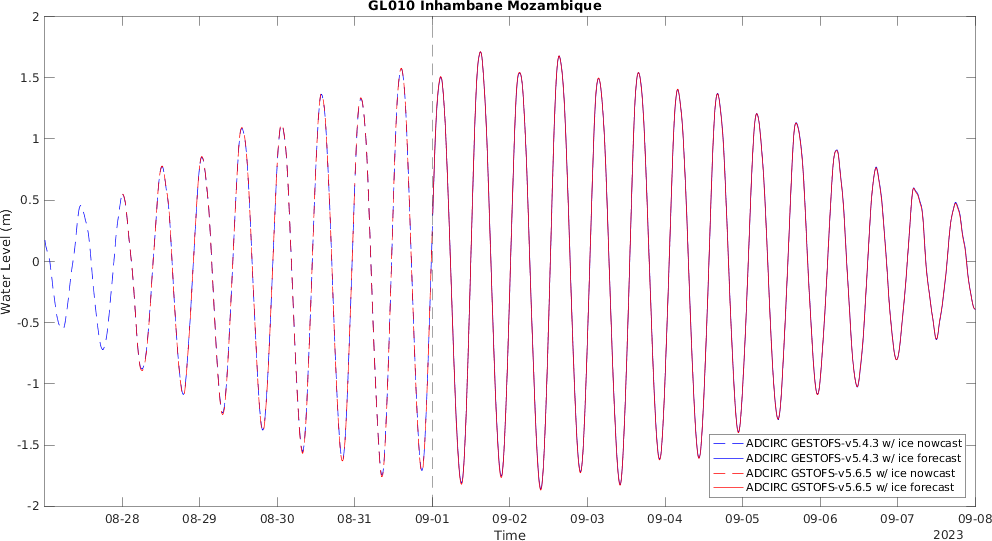 GL010 Inhambane Mozambique
2
1.5
1
0.5
0
-0.5
-1
-1.5
-2
Water Level (m)
ADCIRC GESTOFS-v5.4.3 w/ ice nowcast
ADCIRC GESTOFS-v5.4.3 w/ ice forecast
ADCIRC GSTOFS-v5.6.5 w/ ice nowcast
ADCIRC GSTOFS-v5.6.5 w/ ice forecast
08-28 08-29 08-30 08-31 09-01 09-02 09-03 09-04 09-05 09-06 09-07 09-08
Time
2023